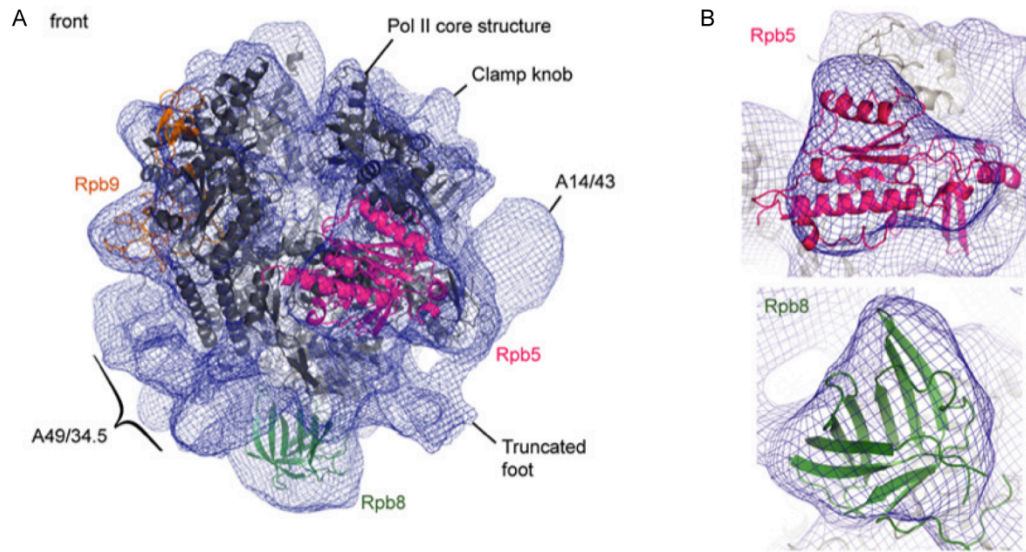 A
front
Pol II core structure
Clamp knob
Rpb9
A14/43
Rpb5
A49/34.5
Truncated
foot
Rpb8
B
Rpb5
Rpb8